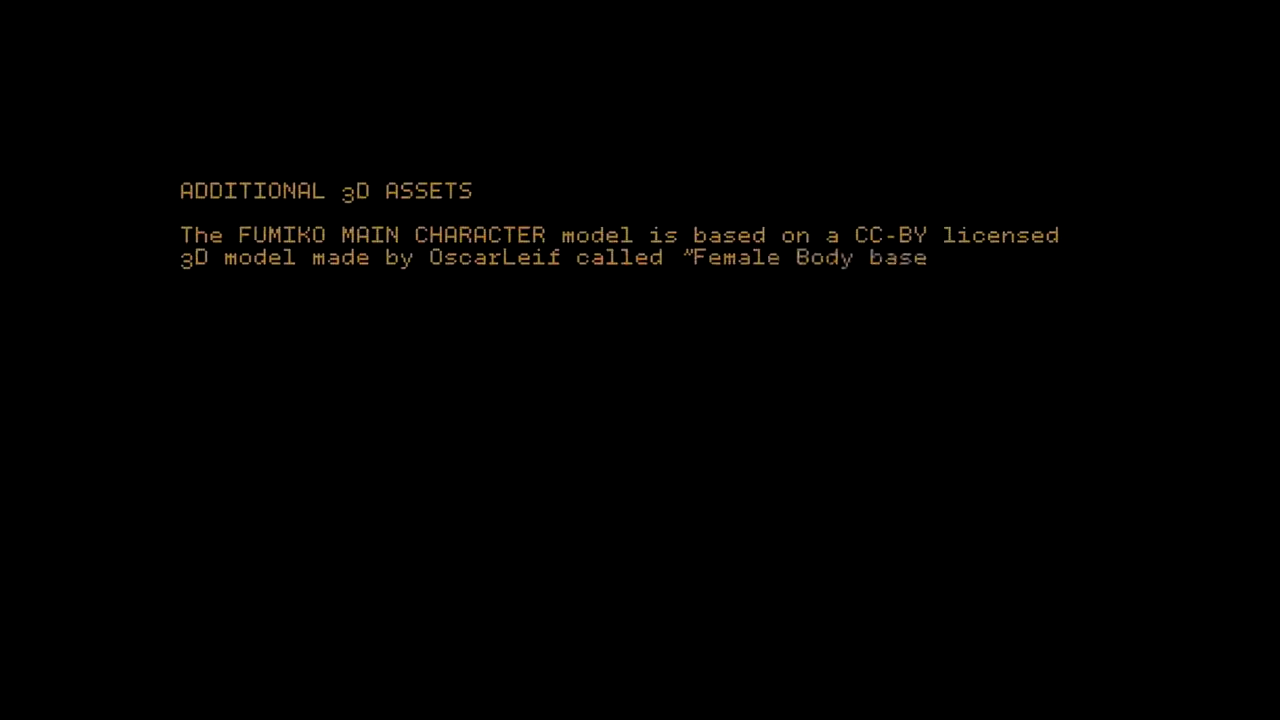 ADDITIONAL 3D ASSETS
The FUMIKO MAIN CHARACTER model is based on a CC-BY licensed
3D model made by OscarLeif called "Female Body base